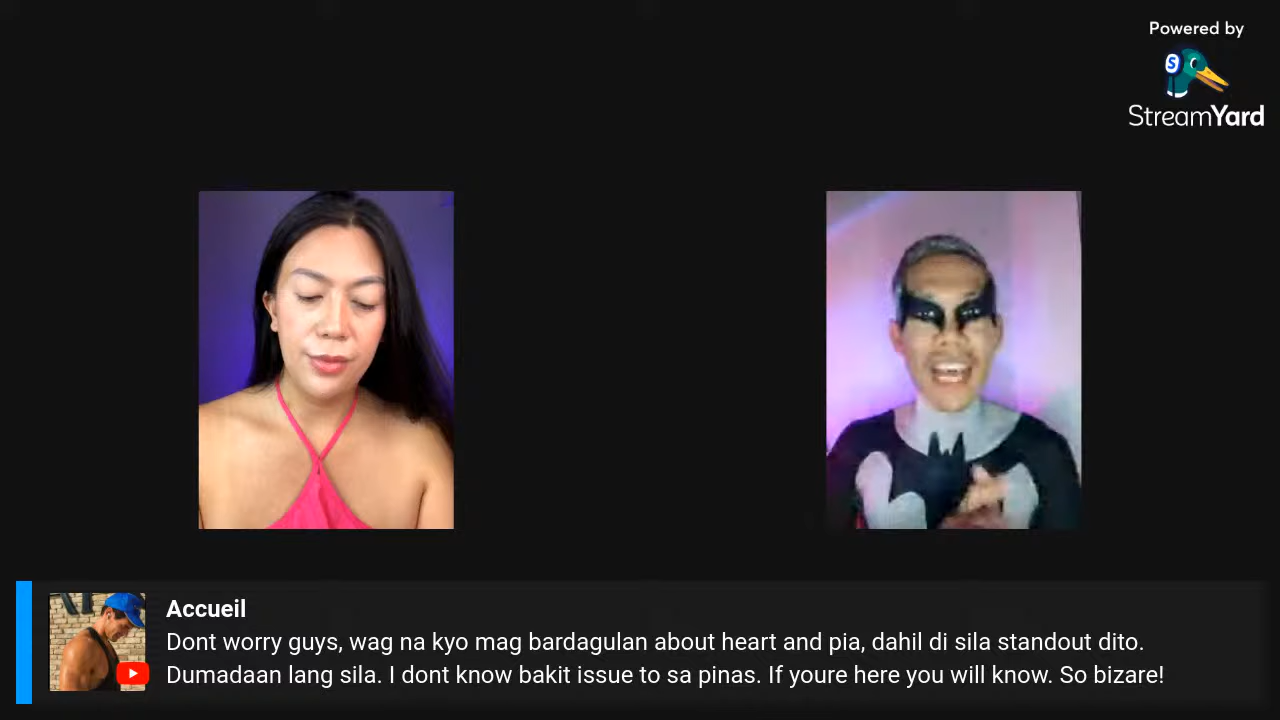 Powered by
S
StreamYard
Accueil
Dont worry guys, wag na kyo mag bardagulan about heart and pia, dahil di sila standout dito.
Dumadaan lang sila. I dont know bakit issue to sa pinas. If youre here you will know. So bizare!